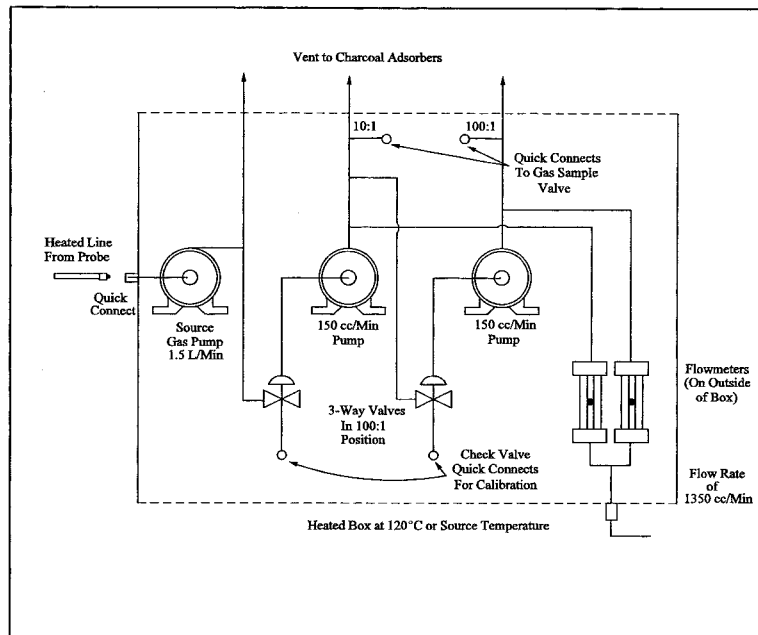 Vent to Charcoal Adsorbers
10:1
100:1
Quick Connects
To Gas Sample
Valve
Heated Line
From Probe
Quick
Connect
Source
Gas Pump
1.5 L/Min
150 cc/Min
Pump
150 cc/Min
Pump
3-Way Valves
In 100:1
Position
Check Valve
Quick Connects
For Calibration
Flowmeters
(On Outside
of Box)
Flow Rate
of
1350 cc/Min
Heated Box at 120°C or Source Temperature